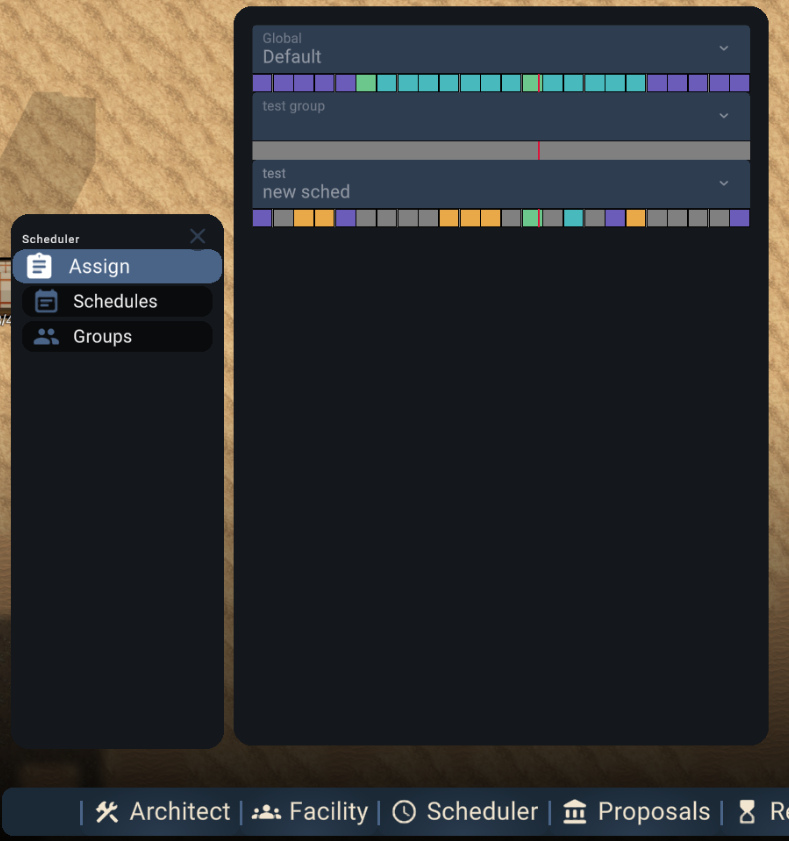 Global
Default
test group
test
new sched
Scheduler
Assign
Schedules
Groups
Architect
Facility
Scheduler
Proposals